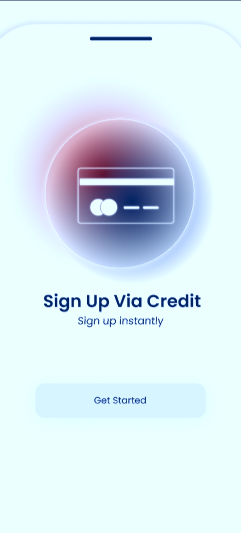 Sign Up Via Credit
Sign up instantly
Get Started